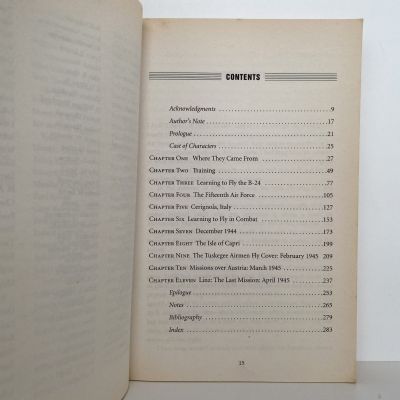 CONTENTS
Acknowledgments 9
Author's Note 17
Prologue 21
Cast of Characters 25
CHAPTER ONE Where They Came From 27
CHAPTER TWO Training 49
CHAPTER THREE Learning to Fly the B-24 77
CHAPTER FOUR The Fifteenth Air Force 105
CHAPTER FIVE Cerignola, Italy 127
CHAPTER SIX Learning to Fly in Combat 153
CHAPTER SEVEN December 1944 173
CHAPTER EIGHT The Isle of Capri 199
CHAPTER NINE The Tuskegee Airmen Fly Cover: February 1945 209
CHAPTER TEN Missions over Austria: March 1945 225
CHAPTER ELEVEN Linz: The Last Mission: April 1945 237
Epilogue 253
Notes 265
Bibliography 279
Index 283
15